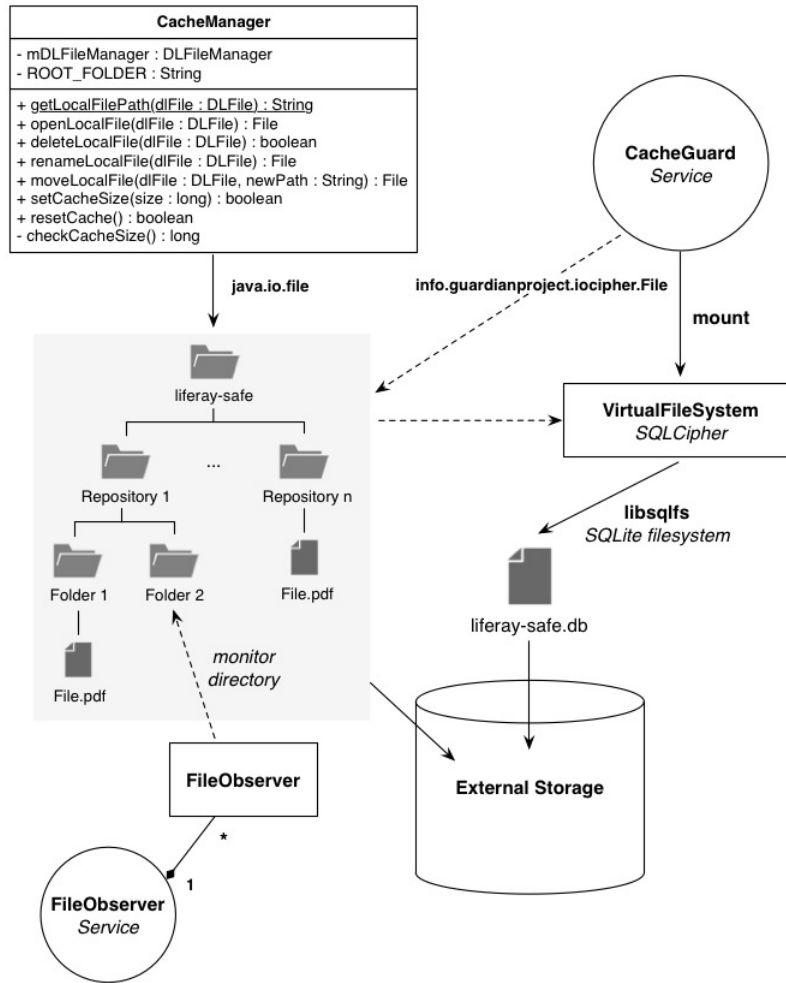 CacheManager
- mDLFileManager : DLFileManager
- ROOT_FOLDER : String
+ getLocalFilePath(dlFile : DLFile) : String
+ openLocalFile(dlFile : DLFile) : File
+ deleteLocalFile(dlFile : DLFile) : boolean
+ renameLocalFile(dlFile : DLFile) : File
+ moveLocalFile(dlFile : DLFile, newPath : String) : File
+ setCacheSize(size : long) : boolean
+ resetCache() : boolean
- checkCacheSize() : long
CacheGuard
Service
java.io.file
info.guardianproject.iocipher.File
mount
liferay-safe
VirtualFileSystem
SQLCipher
...
Repository 1
Repository n
libsqlfs
SQLite filesystem
Folder 1
Folder 2
File.pdf
liferay-safe.db
monitor
directory
File.pdf
FileObserver
External Storage
*
1
FileObserver
Service